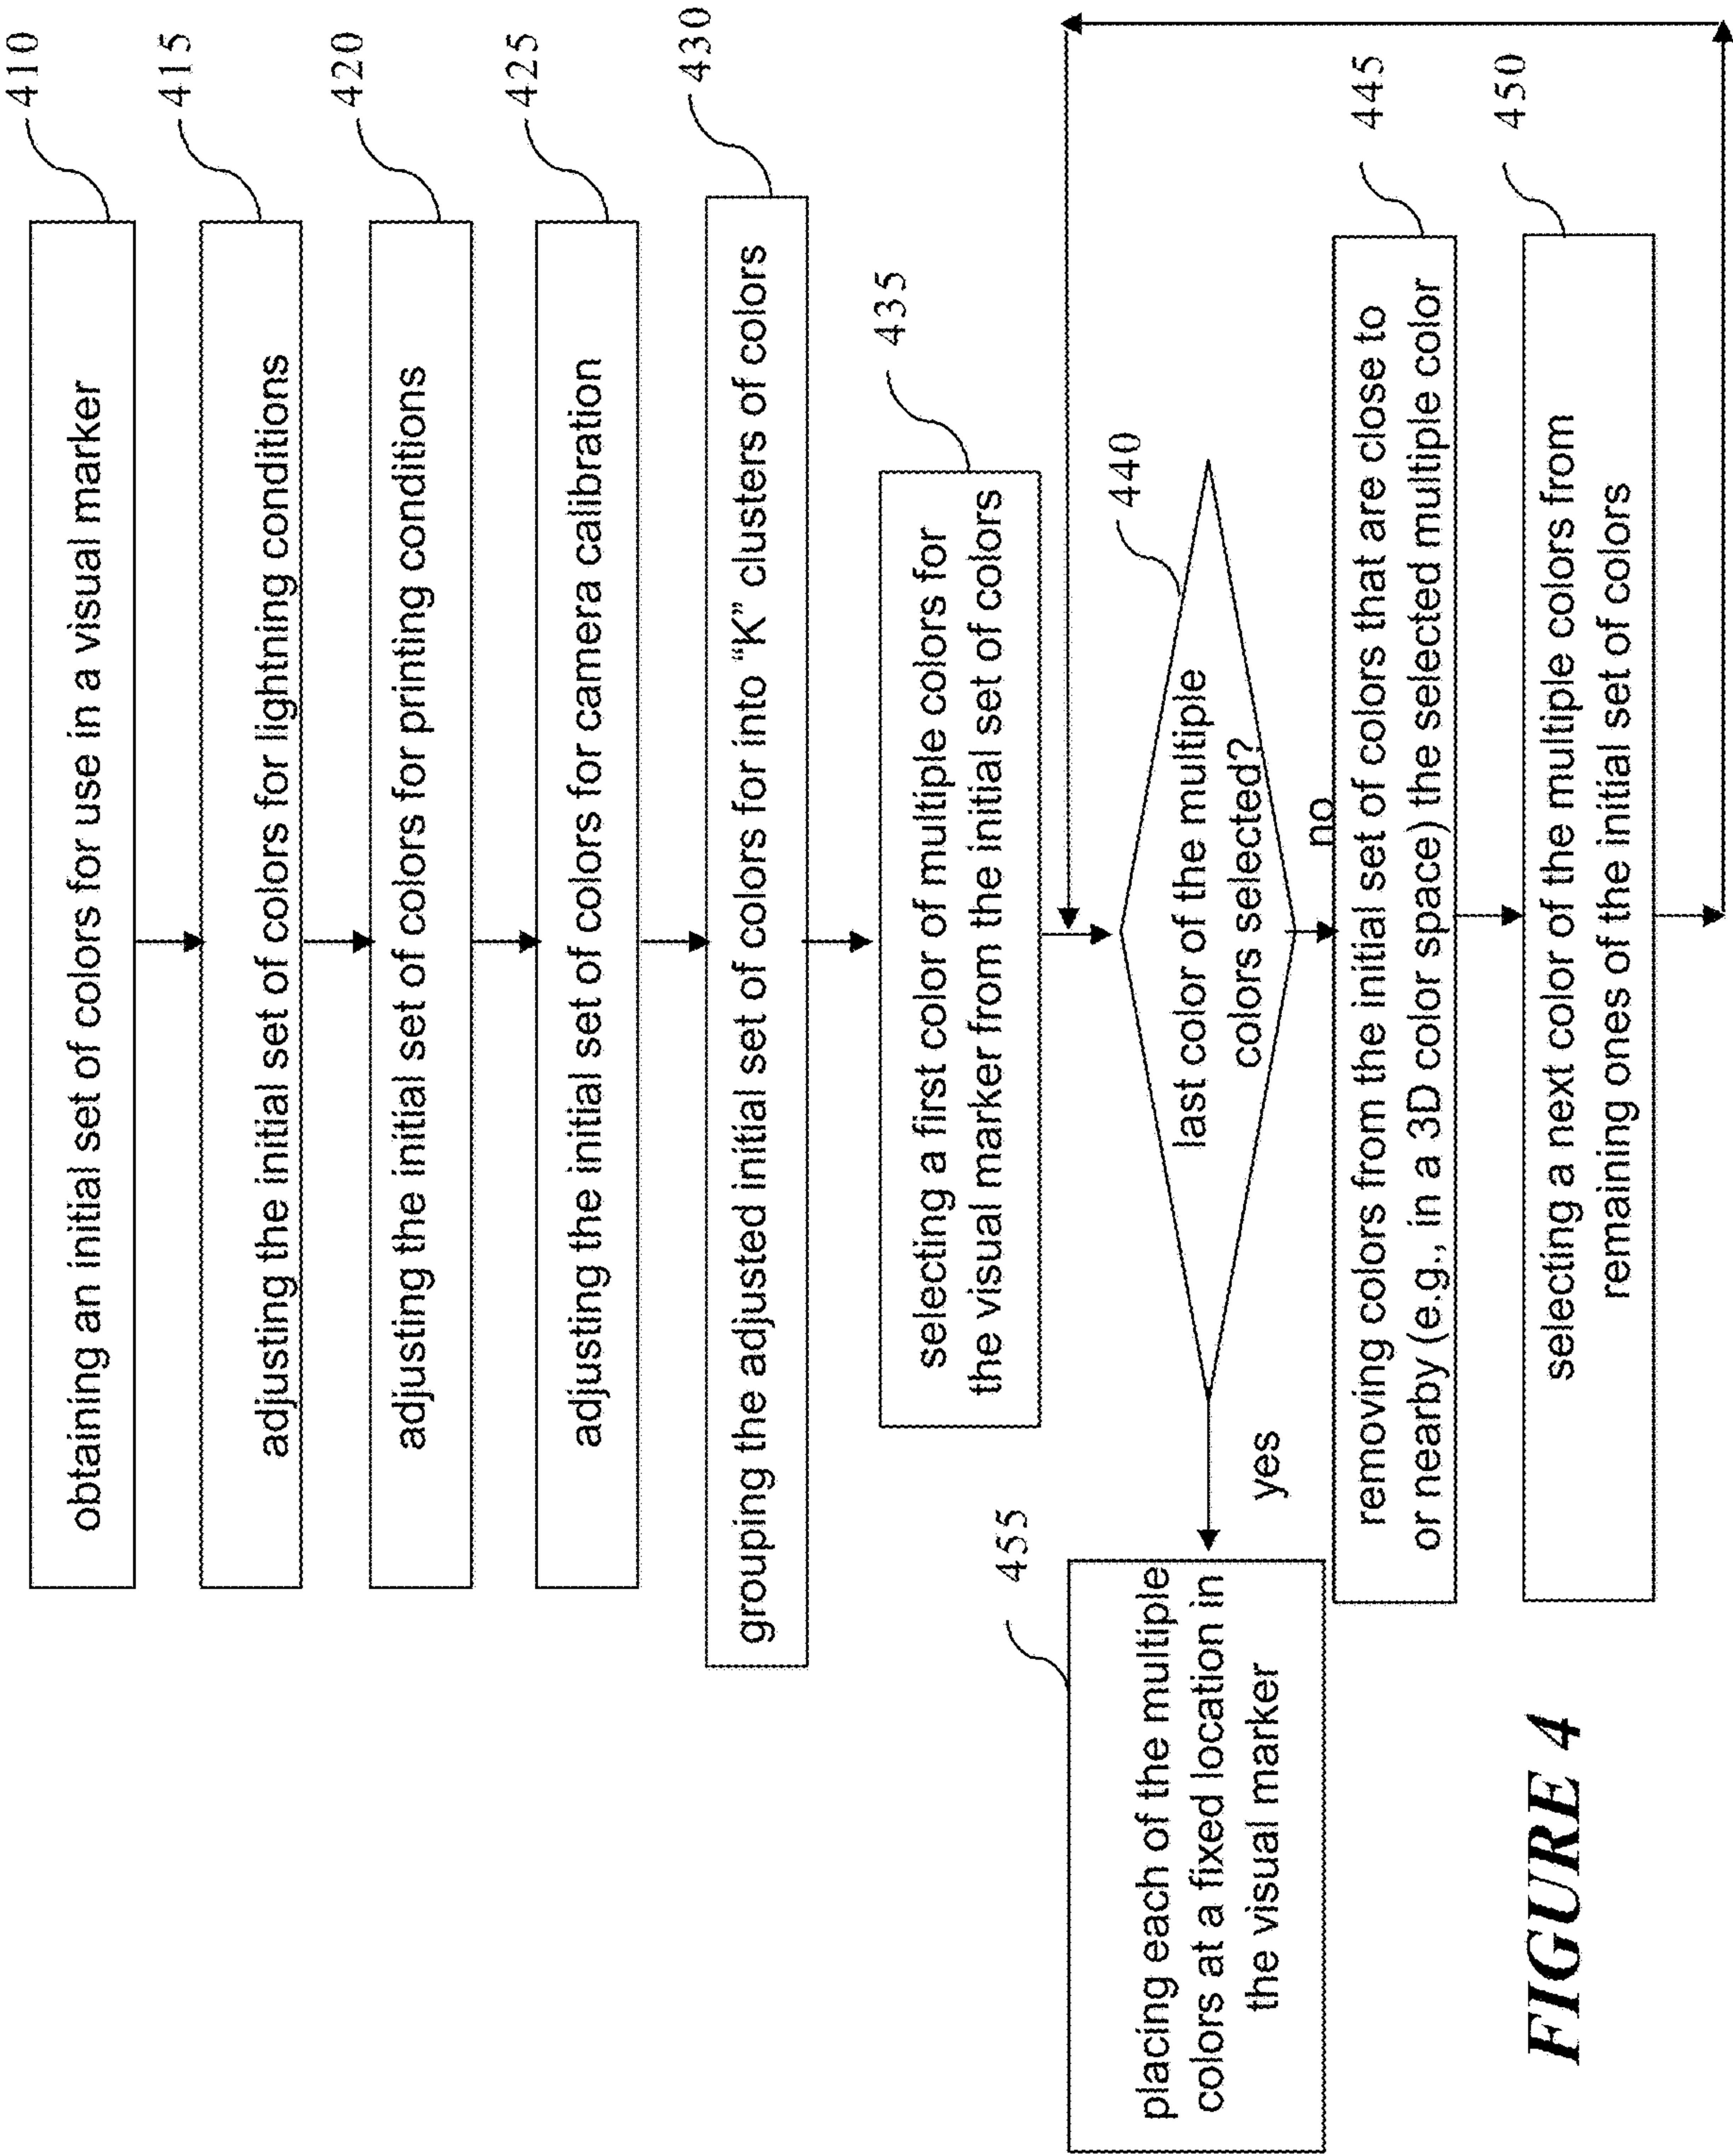 410
obtaining an initial set of colors for use in a visual marker
415
adjusting the initial set of colors for lightning conditions
420
adjusting the initial set of colors for printing conditions
425
adjusting the initial set of colors for camera calibration
430
grouping the adjusted initial set of colors for into “K” clusters of colors
435
selecting a first color of multiple colors for
the visual marker from the initial set of colors
440
last color of the multiple
colors selected?
yes
no
455
placing each of the multiple
colors at a fixed location in
the visual marker
445
removing colors from the initial set of colors that are close to
or nearby (e.g., in a 3D color space) the selected multiple color
450
selecting a next color of the multiple colors from
remaining ones of the initial set of colors
FIGURE 4